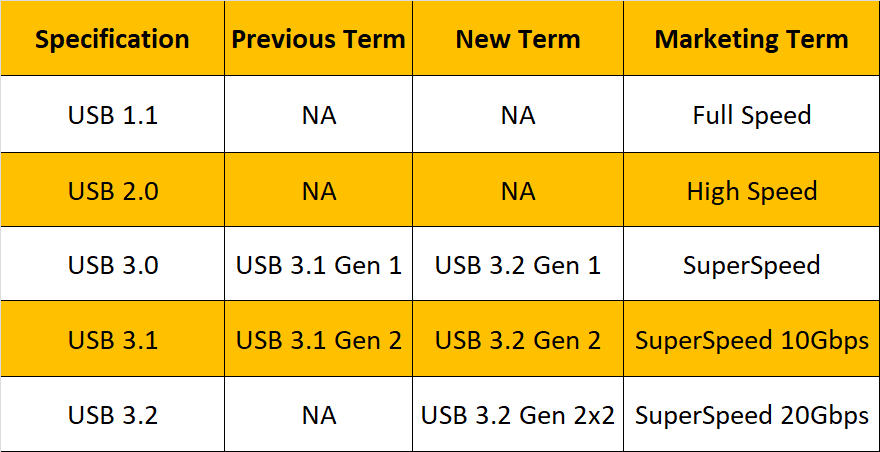 Specification Previous Term New Term Marketing Term
USB 1.1 NA NA Full Speed
USB 2.0 NA NA High Speed
USB 3.0 USB 3.1 Gen 1 USB 3.2 Gen 1 SuperSpeed
USB 3.1 USB 3.1 Gen 2 USB 3.2 Gen 2 SuperSpeed 10Gbps
USB 3.2 NA USB 3.2 Gen 2x2 SuperSpeed 20Gbps